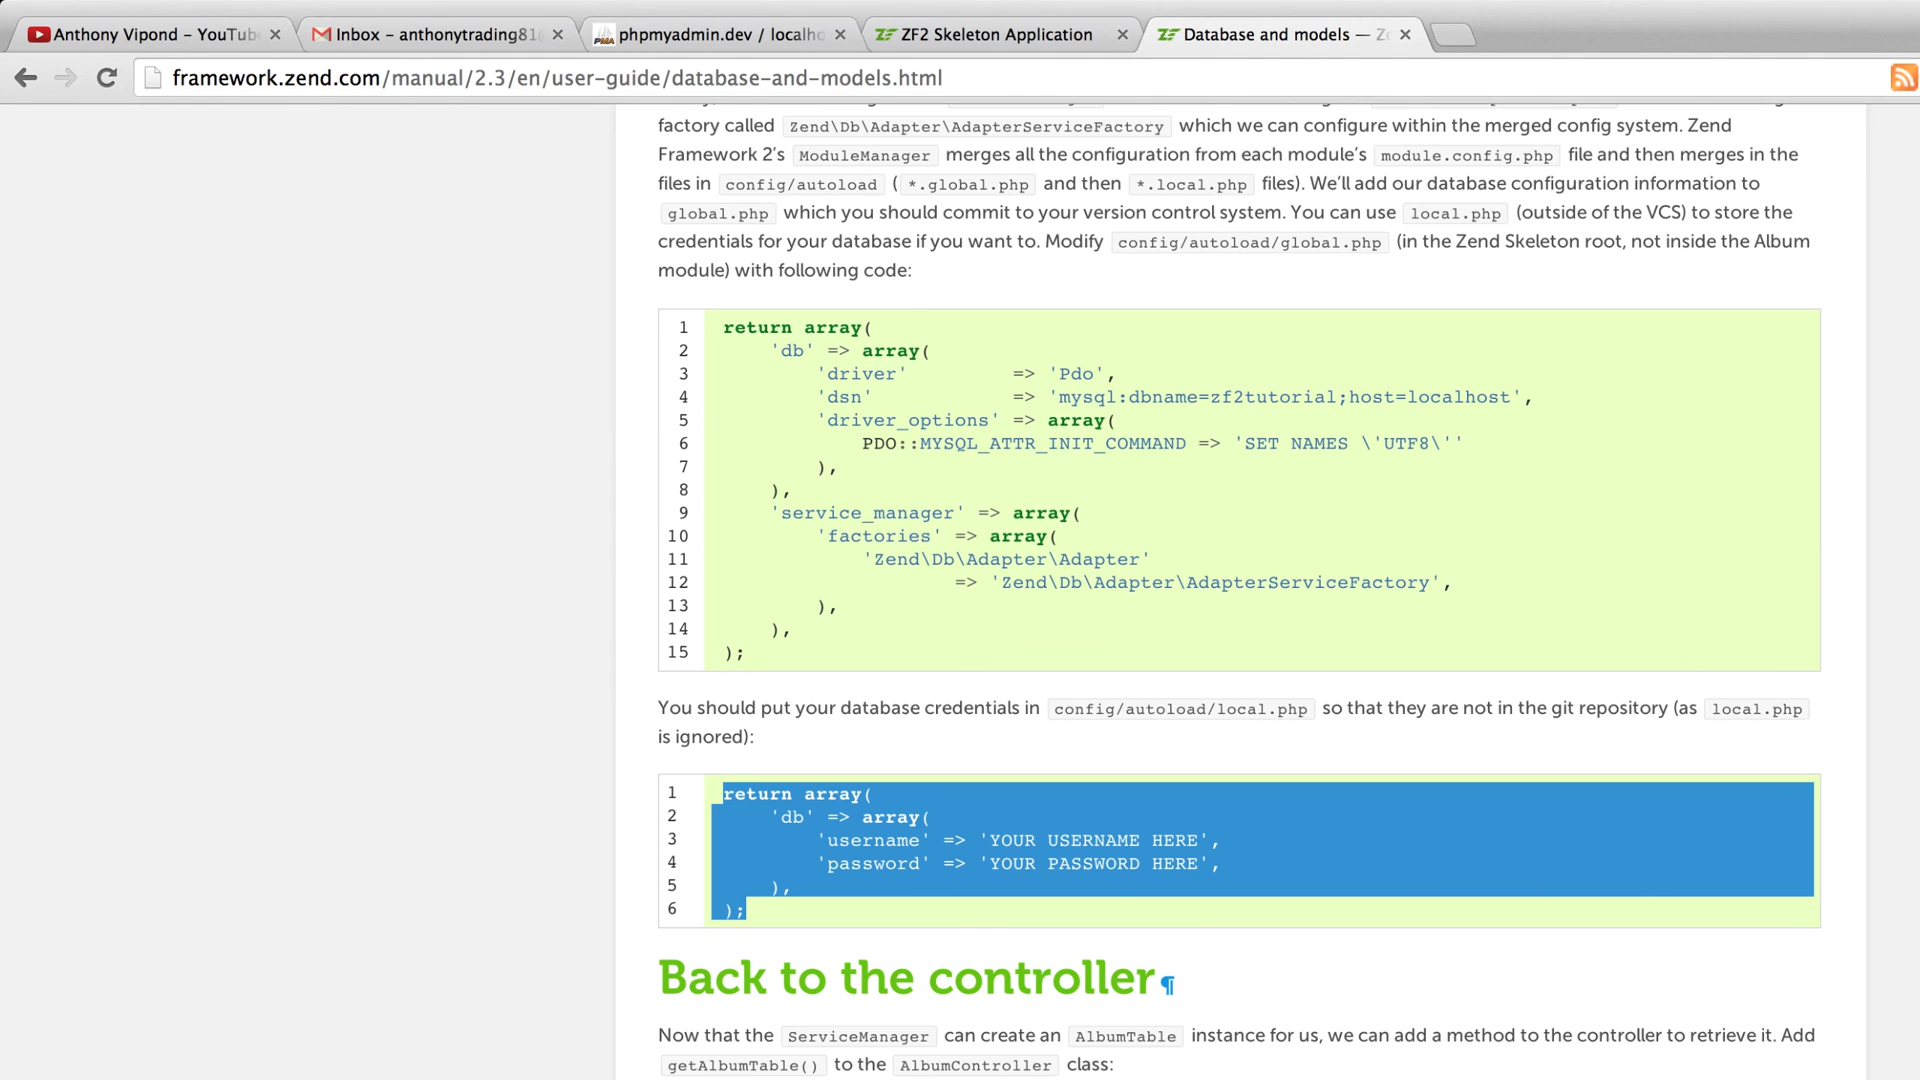 Anthony Vipond - YouTub
Inbox - anthonytrading81@
phpmyadmin.dev / localho
ZF2 Skeleton Application
Database and models — Ze
framework.zend.com/manual/2.3/en/user-guide/database-and-models.html
factory called Zend\Db\Adapter\AdapterServiceFactory which we can configure within the merged config system. Zend
Framework 2’s ModuleManager merges all the configuration from each module’s module.config.php file and then merges in the
files in config/autoload ( *.global.php and then *.local.php files). We’ll add our database configuration information to
global.php which you should commit to your version control system. You can use local.php (outside of the VCS) to store the
credentials for your database if you want to. Modify config/autoload/global.php (in the Zend Skeleton root, not inside the Album
module) with following code:
1 return array(
2 'db' => array(
3 'driver' => 'Pdo',
4 'dsn' => 'mysql:dbname=zf2tutorial;host=localhost',
5 'driver_options' => array(
6 PDO::MYSQL_ATTR_INIT_COMMAND => 'SET NAMES \'UTF8\''
7 ),
8 ),
9 'service_manager' => array(
10 'factories' => array(
11 'Zend\Db\Adapter\Adapter'
12 => 'Zend\Db\Adapter\AdapterServiceFactory',
13 ),
14 ),
15 );
You should put your database credentials in config/autoload/local.php so that they are not in the git repository (as local.php
is ignored):
1 return array(
2 'db' => array(
3 'username' => 'YOUR USERNAME HERE',
4 'password' => 'YOUR PASSWORD HERE',
5 ),
6 );
Back to the controller¶
Now that the ServiceManager can create an AlbumTable instance for us, we can add a method to the controller to retrieve it. Add
getAlbumTable() to the AlbumController class: